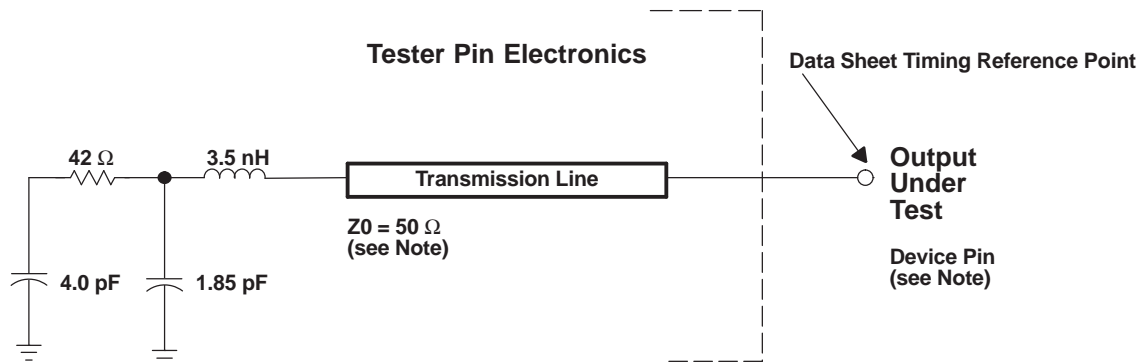 Tester Pin Electronics
Data Sheet Timing Reference Point
42 Ω
3.5 nH
Transmission Line
Output
Under
Test
Z0 = 50 Ω
(see Note)
Device Pin
(see Note)
4.0 pF
1.85 pF